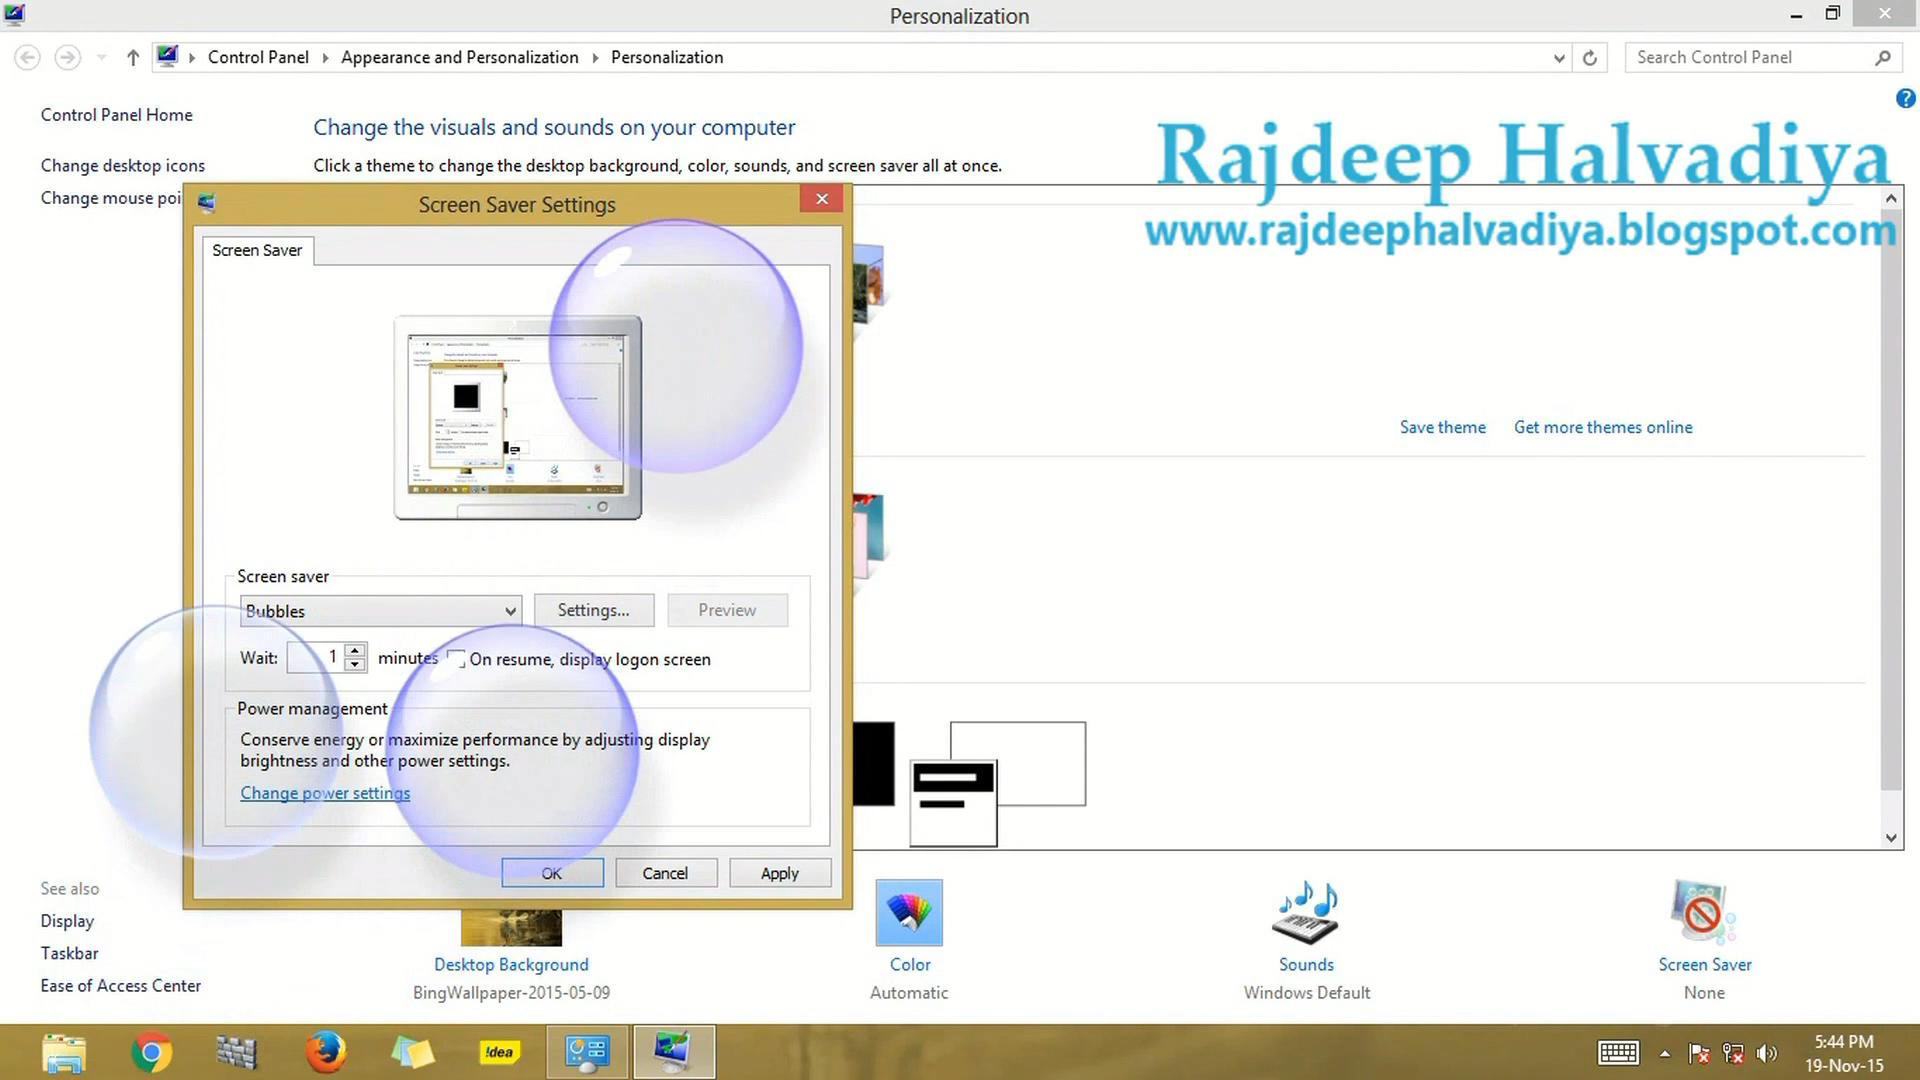 Personalization
Control Panel
Appearance and Personalization
Personalization
Search Control Panel
Control Panel Home
Change desktop icons
Change mouse poi
Change the visuals and sounds on your computer
Click a theme to change the desktop background, color, sounds, and screen saver all at once.
Rajdeep Halvadiya
www.rajdeephalvadiya.blogspot.com
Screen Saver Settings
Screen Saver
Save theme
Get more themes online
Screen saver
Bubbles
Settings...
Preview
Wait: 1 minutes
On resume, display logon screen
Power management
Conserve energy or maximize performance by adjusting display
brightness and other power settings.
Change power settings
OK
Cancel
Apply
See also
Display
Taskbar
Ease of Access Center
Desktop Background
BingWallpaper-2015-05-09
Color
Automatic
Sounds
Windows Default
Screen Saver
None
!dea
5:44 PM
19-Nov-15